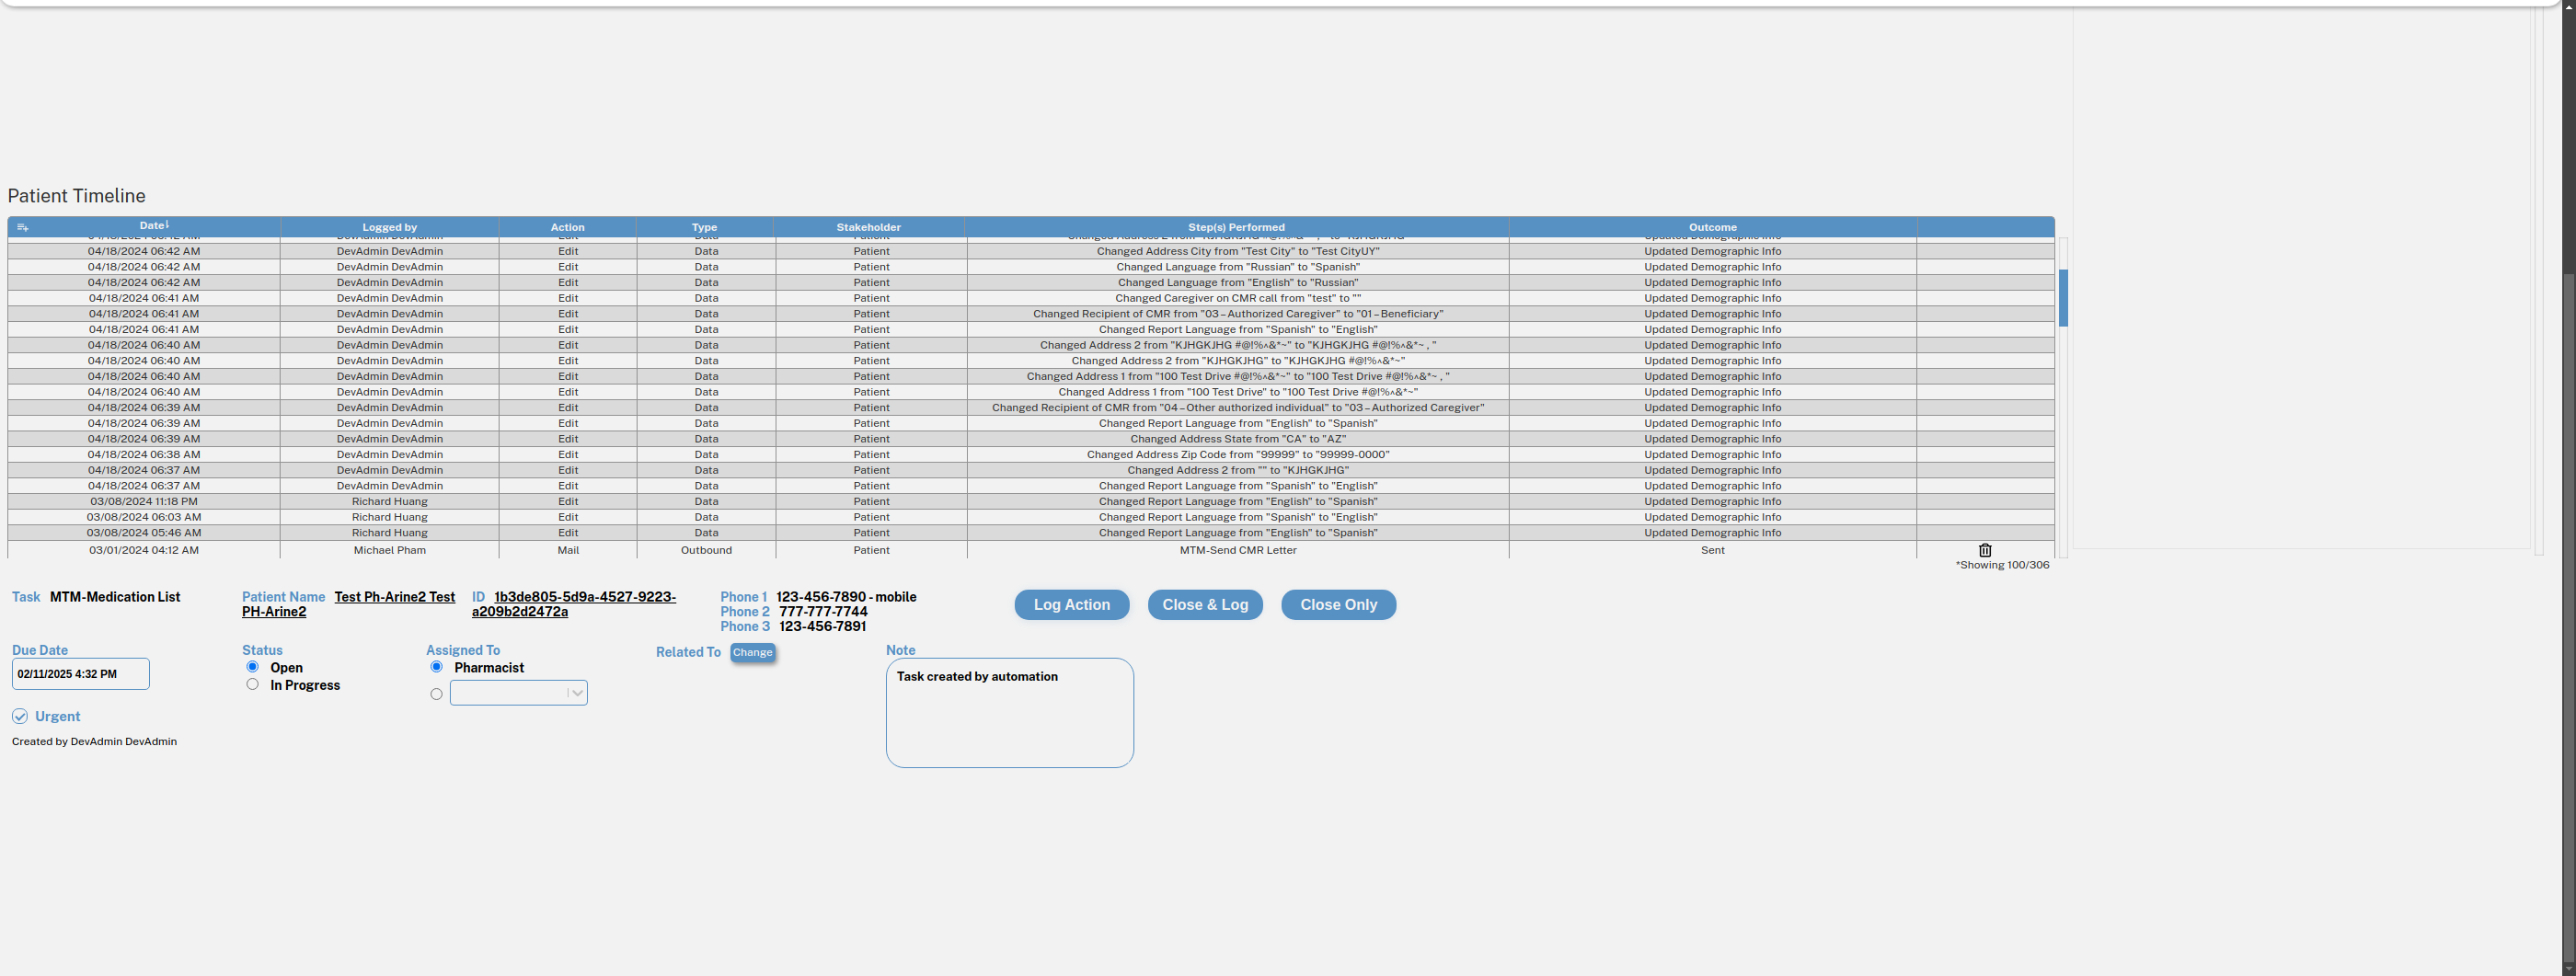 Patient Timeline
Date↓ Logged by Action Type Stakeholder Step(s) Performed Outcome
04/18/2024 06:42 AM DevAdmin DevAdmin Edit Data Patient Changed Address City from "Test City" to "Test CityUY" Updated Demographic Info
04/18/2024 06:42 AM DevAdmin DevAdmin Edit Data Patient Changed Language from "Russian" to "Spanish" Updated Demographic Info
04/18/2024 06:42 AM DevAdmin DevAdmin Edit Data Patient Changed Language from "English" to "Russian" Updated Demographic Info
04/18/2024 06:41 AM DevAdmin DevAdmin Edit Data Patient Changed Caregiver on CMR call from "test" to "" Updated Demographic Info
04/18/2024 06:41 AM DevAdmin DevAdmin Edit Data Patient Changed Recipient of CMR from "03 – Authorized Caregiver" to "01 – Beneficiary" Updated Demographic Info
04/18/2024 06:41 AM DevAdmin DevAdmin Edit Data Patient Changed Report Language from "Spanish" to "English" Updated Demographic Info
04/18/2024 06:40 AM DevAdmin DevAdmin Edit Data Patient Changed Address 2 from "KJHGKJHG #@!%^&*~" to "KJHGKJHG #@!%^&*~ , " Updated Demographic Info
04/18/2024 06:40 AM DevAdmin DevAdmin Edit Data Patient Changed Address 2 from "KJHGKJHG" to "KJHGKJHG #@!%^&*~" Updated Demographic Info
04/18/2024 06:40 AM DevAdmin DevAdmin Edit Data Patient Changed Address 1 from "100 Test Drive #@!%^&*~" to "100 Test Drive #@!%^&*~ , " Updated Demographic Info
04/18/2024 06:40 AM DevAdmin DevAdmin Edit Data Patient Changed Address 1 from "100 Test Drive" to "100 Test Drive #@!%^&*~" Updated Demographic Info
04/18/2024 06:39 AM DevAdmin DevAdmin Edit Data Patient Changed Recipient of CMR from "04 – Other authorized individual" to "03 – Authorized Caregiver" Updated Demographic Info
04/18/2024 06:39 AM DevAdmin DevAdmin Edit Data Patient Changed Report Language from "English" to "Spanish" Updated Demographic Info
04/18/2024 06:39 AM DevAdmin DevAdmin Edit Data Patient Changed Address State from "CA" to "AZ" Updated Demographic Info
04/18/2024 06:38 AM DevAdmin DevAdmin Edit Data Patient Changed Address Zip Code from "99999" to "99999-0000" Updated Demographic Info
04/18/2024 06:37 AM DevAdmin DevAdmin Edit Data Patient Changed Address 2 from "" to "KJHGKJHG" Updated Demographic Info
04/18/2024 06:37 AM DevAdmin DevAdmin Edit Data Patient Changed Report Language from "Spanish" to "English" Updated Demographic Info
03/08/2024 11:18 PM Richard Huang Edit Data Patient Changed Report Language from "English" to "Spanish" Updated Demographic Info
03/08/2024 06:03 AM Richard Huang Edit Data Patient Changed Report Language from "Spanish" to "English" Updated Demographic Info
03/08/2024 05:46 AM Richard Huang Edit Data Patient Changed Report Language from "English" to "Spanish" Updated Demographic Info
03/01/2024 04:12 AM Michael Pham Mail Outbound Patient MTM-Send CMR Letter Sent
*Showing 100/306
Task MTM-Medication List
Patient Name Test Ph-Arine2 Test
PH-Arine2
ID 1b3de805-5d9a-4527-9223-
a209b2d2472a
Phone 1 123-456-7890 - mobile
Phone 2 777-777-7744
Phone 3 123-456-7891
Log Action Close & Log Close Only
Due Date
02/11/2025 4:32 PM
Status
Open
In Progress
Assigned To
Pharmacist
Related To Change
Note
Task created by automation
Urgent
Created by DevAdmin DevAdmin